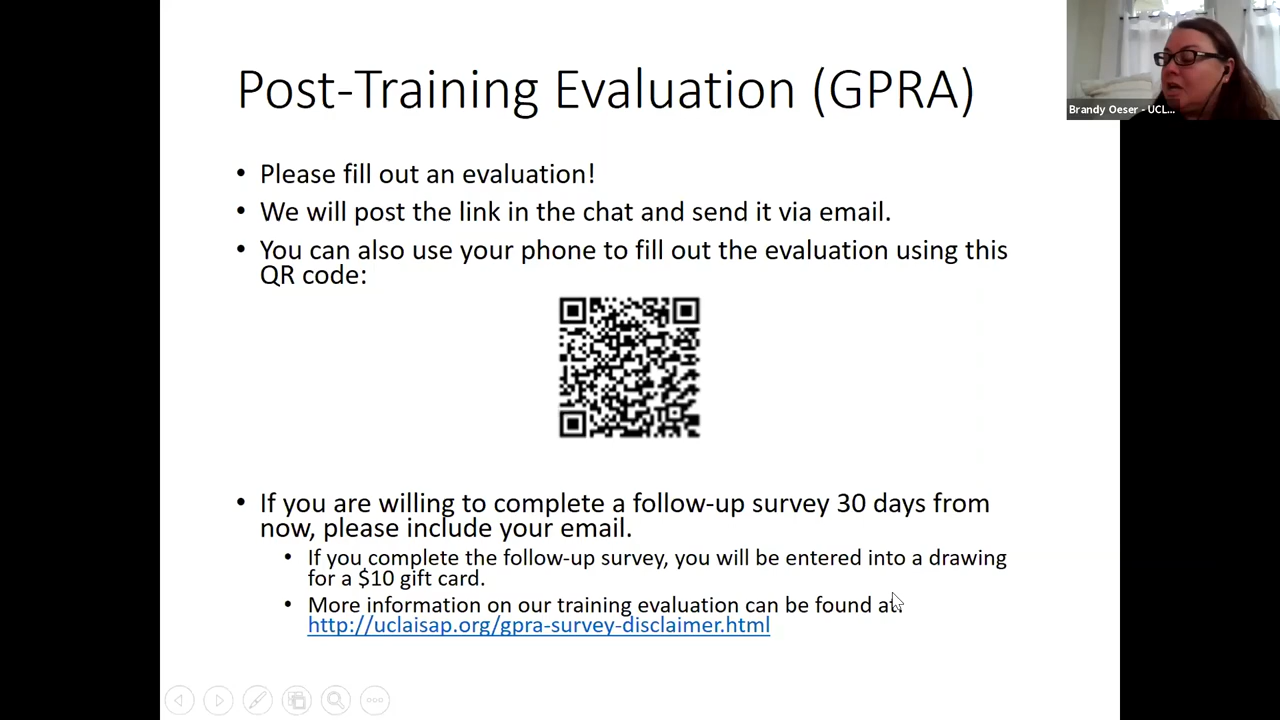 Post-Training Evaluation (GPRA)
• Please fill out an evaluation!
• We will post the link in the chat and send it via email.
• You can also use your phone to fill out the evaluation using this
QR code:
• If you are willing to complete a follow-up survey 30 days from
now, please include your email.
• If you complete the follow-up survey, you will be entered into a drawing
for a $10 gift card.
• More information on our training evaluation can be found at:
http://uclaisap.org/gpra-survey-disclaimer.html
Brandy Oeser - UCL...